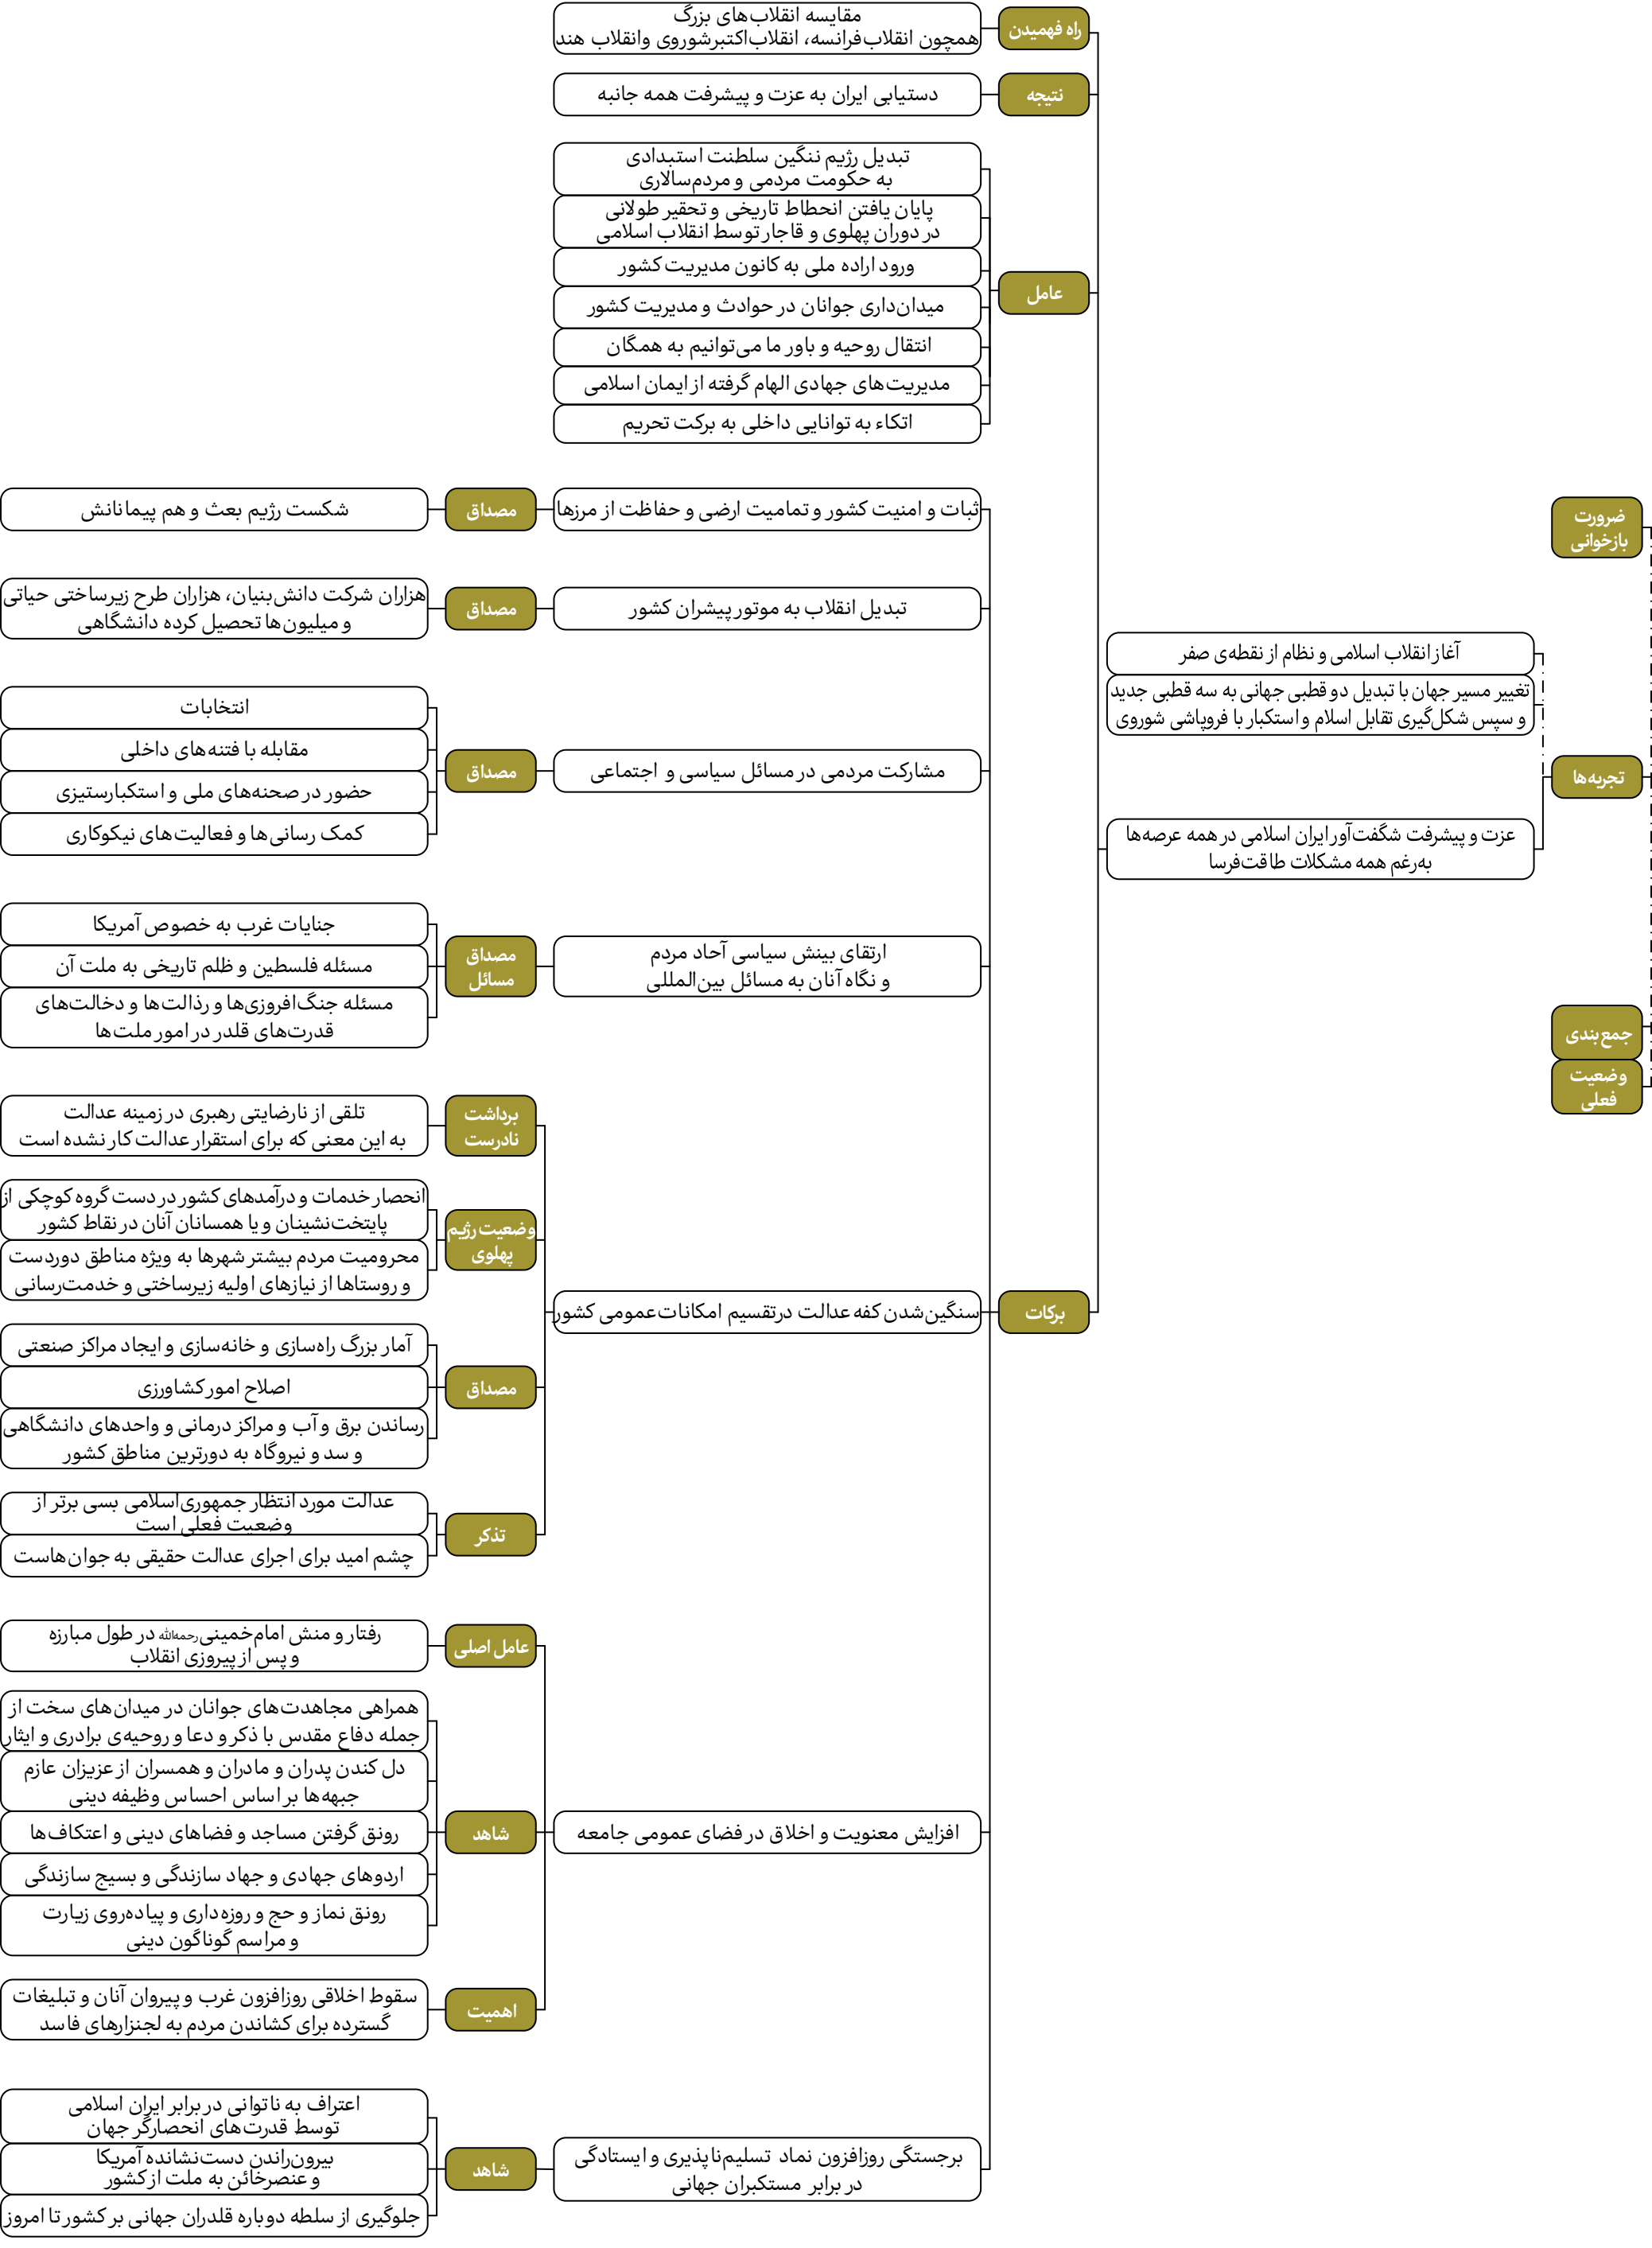 ضرورت
بازخوانی
تجربه‌ها
آغاز انقلاب اسلامی و نظام از نقطه‌ی صفر
تغییر مسیر جهان با تبدیل دو قطبی جهانی به سه قطبی جدید
و سپس شکل‌گیری تقابل اسلام و استکبار با فروپاشی شوروی
عزت و پیشرفت شگفت‌آور ایران اسلامی در همه عرصه‌ها
به‌رغم همه مشکلات طاقت‌فرسا
راه فهمیدن
مقایسه انقلاب‌های بزرگ
همچون انقلاب‌فرانسه، انقلاب‌اکتبرشوروی وانقلاب هند
نتیجه
دستیابی ایران به عزت و پیشرفت همه جانبه
عامل
تبدیل رژیم ننگین سلطنت استبدادی
به حکومت مردمی و مردم‌سالاری
پایان یافتن انحطاط تاریخی و تحقیر طولانی
در دوران پهلوی و قاجار توسط انقلاب اسلامی
ورود اراده ملی به کانون مدیریت کشور
میدان‌داری جوانان در حوادث و مدیریت کشور
انتقال روحیه و باور ما می‌توانیم به همگان
مدیریت‌های جهادی الهام گرفته از ایمان اسلامی
اتکاء به توانایی داخلی به برکت تحریم
برکات
ثبات و امنیت کشور و تمامیت ارضی و حفاظت از مرزها
مصداق
شکست رژیم بعث و هم پیمانانش
تبدیل انقلاب به موتور پیشران کشور
مصداق
هزاران شرکت دانش‌بنیان، هزاران طرح زیرساختی حیاتی
و میلیون‌ها تحصیل کرده دانشگاهی
مشارکت مردمی در مسائل سیاسی و اجتماعی
مصداق
انتخابات
مقابله با فتنه‌های داخلی
حضور در صحنه‌های ملی و استکبارستیزی
کمک رسانی‌ها و فعالیت‌های نیکوکاری
ارتقای بینش سیاسی آحاد مردم
و نگاه آنان به مسائل بین‌المللی
مصداق
مسائل
جنایات غرب به خصوص آمریکا
مسئله فلسطین و ظلم تاریخی به ملت آن
مسئله جنگ‌افروزی‌ها و رذالت‌ها و دخالت‌های
قدرت‌های قلدر در امور ملت‌ها
سنگین‌شدن کفه عدالت درتقسیم امکانات‌عمومی کشور
برداشت
نادرست
تلقی از نارضایتی رهبری در زمینه عدالت
به این معنی که برای استقرار عدالت کار نشده است
وضعیت رژیم
پهلوی
انحصار خدمات و درآمدهای کشور در دست گروه کوچکی از
پایتخت‌نشینان و یا همسانان آنان در نقاط کشور
محرومیت مردم بیشتر شهرها به ویژه مناطق دوردست
و روستاها از نیازهای اولیه زیرساختی و خدمت‌رسانی
مصداق
آمار بزرگ راه‌سازی و خانه‌سازی و ایجاد مراکز صنعتی
اصلاح امور کشاورزی
رساندن برق و آب و مراکز درمانی و واحدهای دانشگاهی
و سد و نیروگاه به دورترین مناطق کشور
تذکر
عدالت مورد انتظار جمهوری‌اسلامی بسی برتر از
وضعیت فعلی است
چشم امید برای اجرای عدالت حقیقی به جوان‌هاست
افزایش معنویت و اخلاق در فضای عمومی جامعه
عامل اصلی
رفتار و منش امام‌خمینی رحمه‌الله در طول مبارزه
و پس از پیروزی انقلاب
شاهد
همراهی مجاهدت‌های جوانان در میدان‌های سخت از
جمله دفاع مقدس با ذکر و دعا و روحیه‌ی برادری و ایثار
دل کندن پدران و مادران و همسران از عزیزان عازم
جبهه‌ها بر اساس احساس وظیفه دینی
رونق گرفتن مساجد و فضاهای دینی و اعتکاف‌ها
اردوهای جهادی و جهاد سازندگی و بسیج سازندگی
رونق نماز و حج و روزه‌داری و پیاده‌روی زیارت
و مراسم گوناگون دینی
اهمیت
سقوط اخلاقی روزافزون غرب و پیروان آنان و تبلیغات
گسترده برای کشاندن مردم به لجنزارهای فاسد
برجستگی روزافزون نماد تسلیم‌ناپذیری و ایستادگی
در برابر مستکبران جهانی
شاهد
اعتراف به ناتوانی در برابر ایران اسلامی
توسط قدرت‌های انحصارگر جهان
بیرون‌راندن دست‌نشانده آمریکا
و عنصرخائن به ملت از کشور
جلوگیری از سلطه دوباره قلدران جهانی بر کشور تا امروز
جمع‌بندی
وضعیت
فعلی